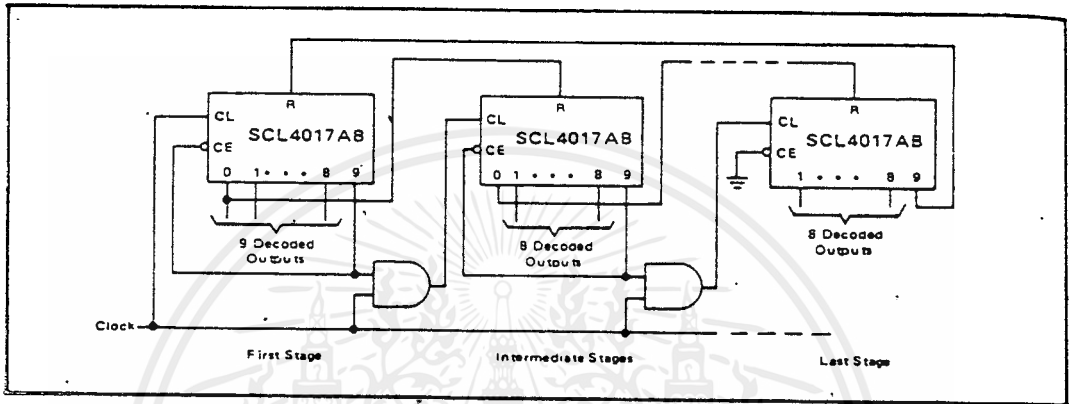 R
CL
SCL4017AB
CE
0 1 • • • 8 9
9 Decoded
Outputs
R
CL
SCL4017AB
CE
0 1 • • • 8 9
8 Decoded
Outputs
R
CL
SCL4017AB
CE
1 • • • 8 9
8 Decoded
Outputs
Clock
First Stage
Intermediate Stages
Last Stage